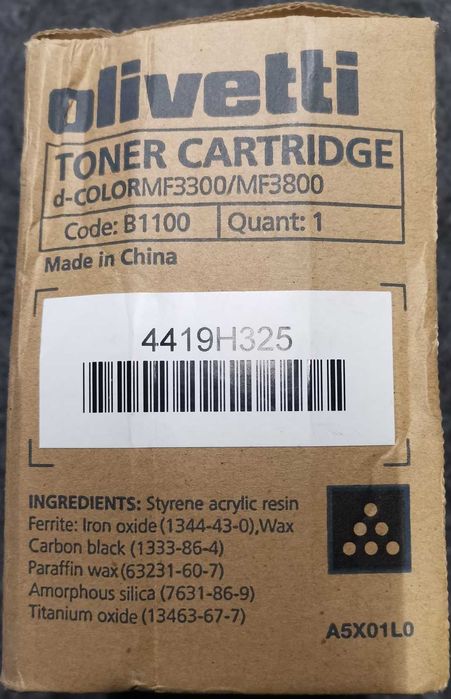 olivetti
TONER CARTRIDGE
d-COLORMF3300/MF3800
Code: B1100 Quant: 1
Made in China
4419H325
INGREDIENTS: Styrene acrylic resin
Ferrite: Iron oxide (1344-43-0),Wax
Carbon black (1333-86-4)
Paraffin wax (63231-60-7)
Amorphous silica (7631-86-9)
Titanium oxide (13463-67-7)
A5X01L0